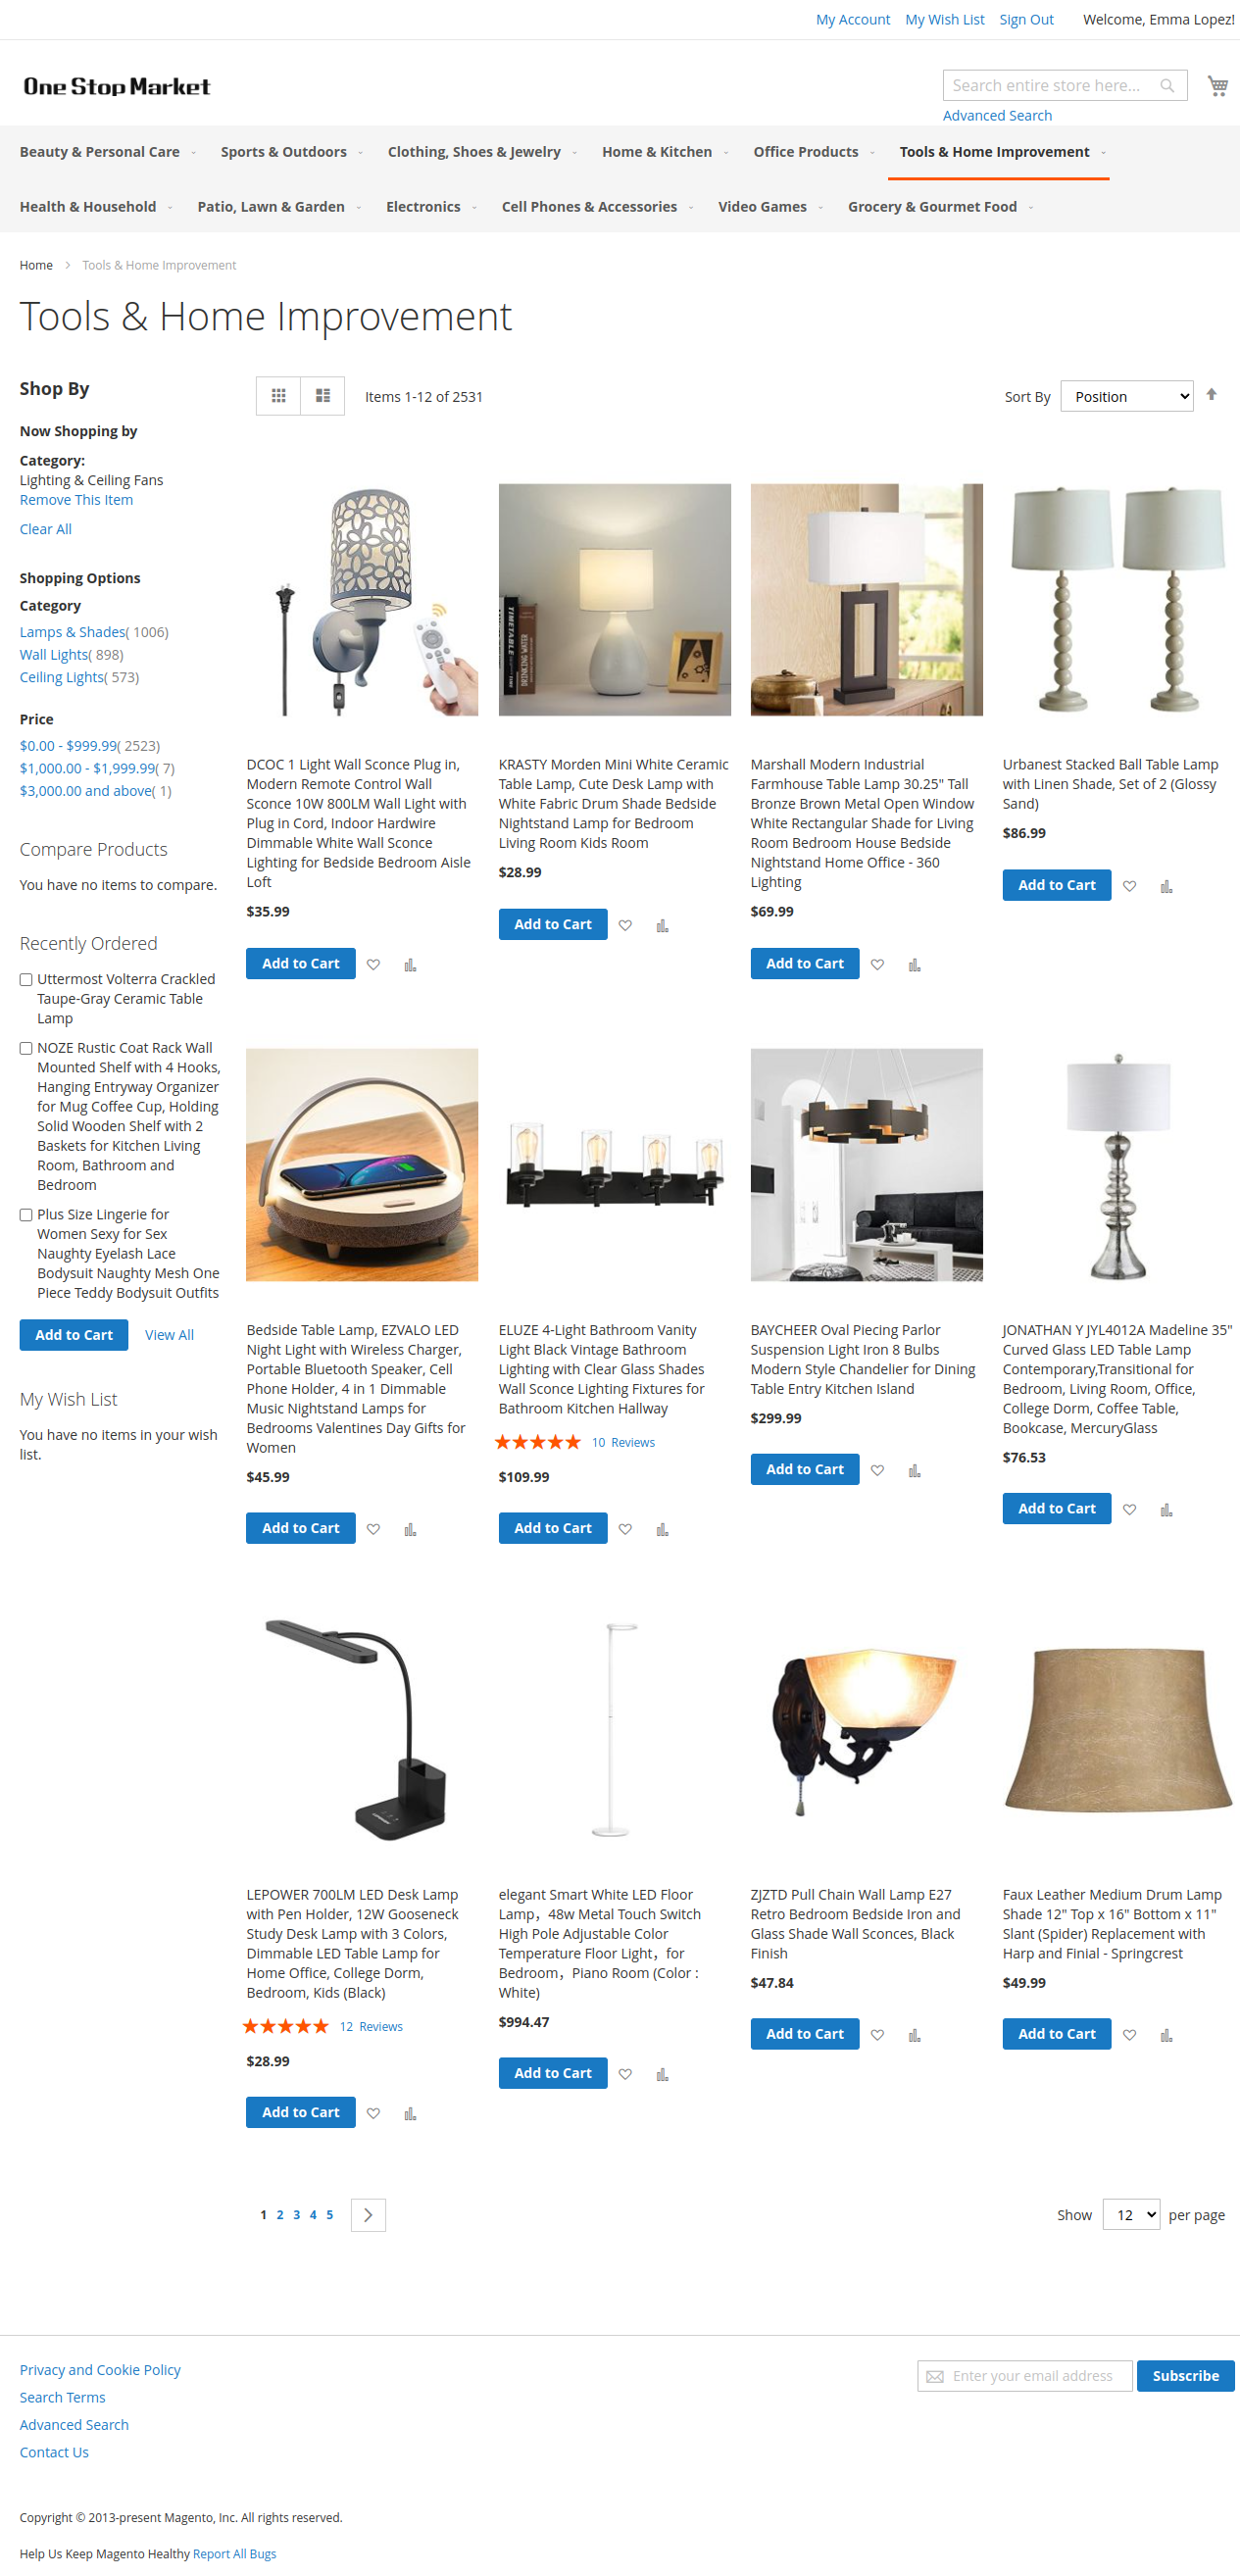 My Account My Wish List Sign Out Welcome, Emma Lopez!
One Stop Market
Search entire store here...
Advanced Search
Beauty & Personal Care Sports & Outdoors Clothing, Shoes & Jewelry Home & Kitchen Office Products Tools & Home Improvement
Health & Household Patio, Lawn & Garden Electronics Cell Phones & Accessories Video Games Grocery & Gourmet Food
Home Tools & Home Improvement
Tools & Home Improvement
Shop By
Now Shopping by
Category:
Lighting & Ceiling Fans
Remove This Item
Clear All
Shopping Options
Category
Lamps & Shades( 1006)
Wall Lights( 898)
Ceiling Lights( 573)
Price
$0.00 - $999.99( 2523)
$1,000.00 - $1,999.99( 7)
$3,000.00 and above( 1)
Compare Products
You have no items to compare.
Recently Ordered
Uttermost Volterra Crackled
Taupe-Gray Ceramic Table
Lamp
NOZE Rustic Coat Rack Wall
Mounted Shelf with 4 Hooks,
Hanging Entryway Organizer
for Mug Coffee Cup, Holding
Solid Wooden Shelf with 2
Baskets for Kitchen Living
Room, Bathroom and
Bedroom
Plus Size Lingerie for
Women Sexy for Sex
Naughty Eyelash Lace
Bodysuit Naughty Mesh One
Piece Teddy Bodysuit Outfits
Add to Cart View All
My Wish List
You have no items in your wish
list.
Items 1-12 of 2531
Sort By Position
TIMETABLE
DRINKING WATER
DCOC 1 Light Wall Sconce Plug in,
Modern Remote Control Wall
Sconce 10W 800LM Wall Light with
Plug in Cord, Indoor Hardwire
Dimmable White Wall Sconce
Lighting for Bedside Bedroom Aisle
Loft
$35.99
Add to Cart
KRASTY Morden Mini White Ceramic
Table Lamp, Cute Desk Lamp with
White Fabric Drum Shade Bedside
Nightstand Lamp for Bedroom
Living Room Kids Room
$28.99
Add to Cart
Marshall Modern Industrial
Farmhouse Table Lamp 30.25" Tall
Bronze Brown Metal Open Window
White Rectangular Shade for Living
Room Bedroom House Bedside
Nightstand Home Office - 360
Lighting
$69.99
Add to Cart
Urbanest Stacked Ball Table Lamp
with Linen Shade, Set of 2 (Glossy
Sand)
$86.99
Add to Cart
Bedside Table Lamp, EZVALO LED
Night Light with Wireless Charger,
Portable Bluetooth Speaker, Cell
Phone Holder, 4 in 1 Dimmable
Music Nightstand Lamps for
Bedrooms Valentines Day Gifts for
Women
$45.99
Add to Cart
ELUZE 4-Light Bathroom Vanity
Light Black Vintage Bathroom
Lighting with Clear Glass Shades
Wall Sconce Lighting Fixtures for
Bathroom Kitchen Hallway
10 Reviews
$109.99
Add to Cart
BAYCHEER Oval Piecing Parlor
Suspension Light Iron 8 Bulbs
Modern Style Chandelier for Dining
Table Entry Kitchen Island
$299.99
Add to Cart
JONATHAN Y JYL4012A Madeline 35"
Curved Glass LED Table Lamp
Contemporary,Transitional for
Bedroom, Living Room, Office,
College Dorm, Coffee Table,
Bookcase, MercuryGlass
$76.53
Add to Cart
LEPOWER 700LM LED Desk Lamp
with Pen Holder, 12W Gooseneck
Study Desk Lamp with 3 Colors,
Dimmable LED Table Lamp for
Home Office, College Dorm,
Bedroom, Kids (Black)
12 Reviews
$28.99
Add to Cart
elegant Smart White LED Floor
Lamp，48w Metal Touch Switch
High Pole Adjustable Color
Temperature Floor Light，for
Bedroom，Piano Room (Color :
White)
$994.47
Add to Cart
ZJZTD Pull Chain Wall Lamp E27
Retro Bedroom Bedside Iron and
Glass Shade Wall Sconces, Black
Finish
$47.84
Add to Cart
Faux Leather Medium Drum Lamp
Shade 12" Top x 16" Bottom x 11"
Slant (Spider) Replacement with
Harp and Finial - Springcrest
$49.99
Add to Cart
1 2 3 4 5
Show 12 per page
Privacy and Cookie Policy
Search Terms
Advanced Search
Contact Us
Enter your email address Subscribe
Copyright © 2013-present Magento, Inc. All rights reserved.
Help Us Keep Magento Healthy Report All Bugs